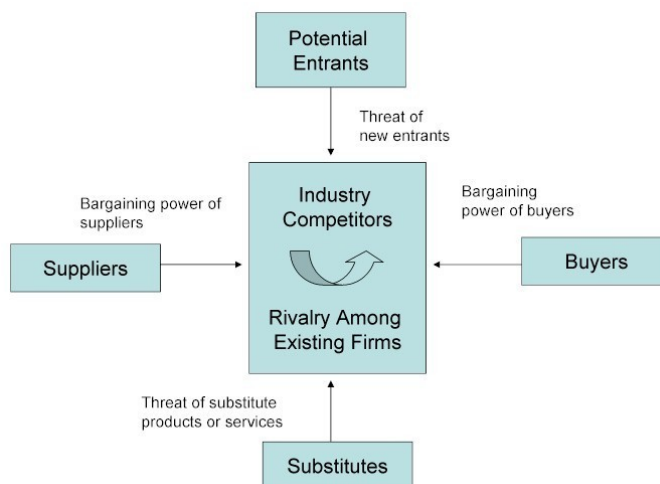 Potential
Entrants
Threat of
new entrants
Bargaining power of
suppliers
Industry
Competitors
Bargaining
power of buyers
Suppliers
Buyers
Rivalry Among
Existing Firms
Threat of substitute
products or services
Substitutes